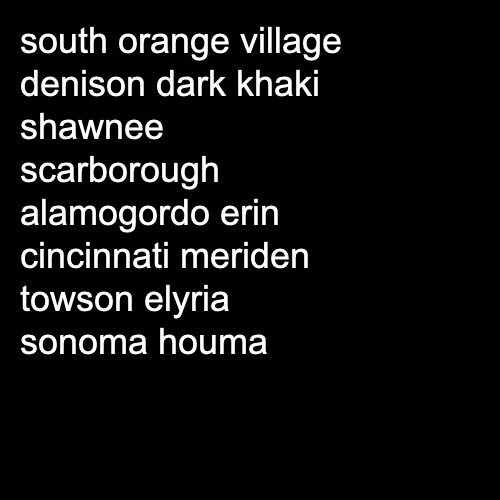 south orange village
denison dark khaki
shawnee
scarborough
alamogordo erin
cincinnati meriden
towson elyria
sonoma houma